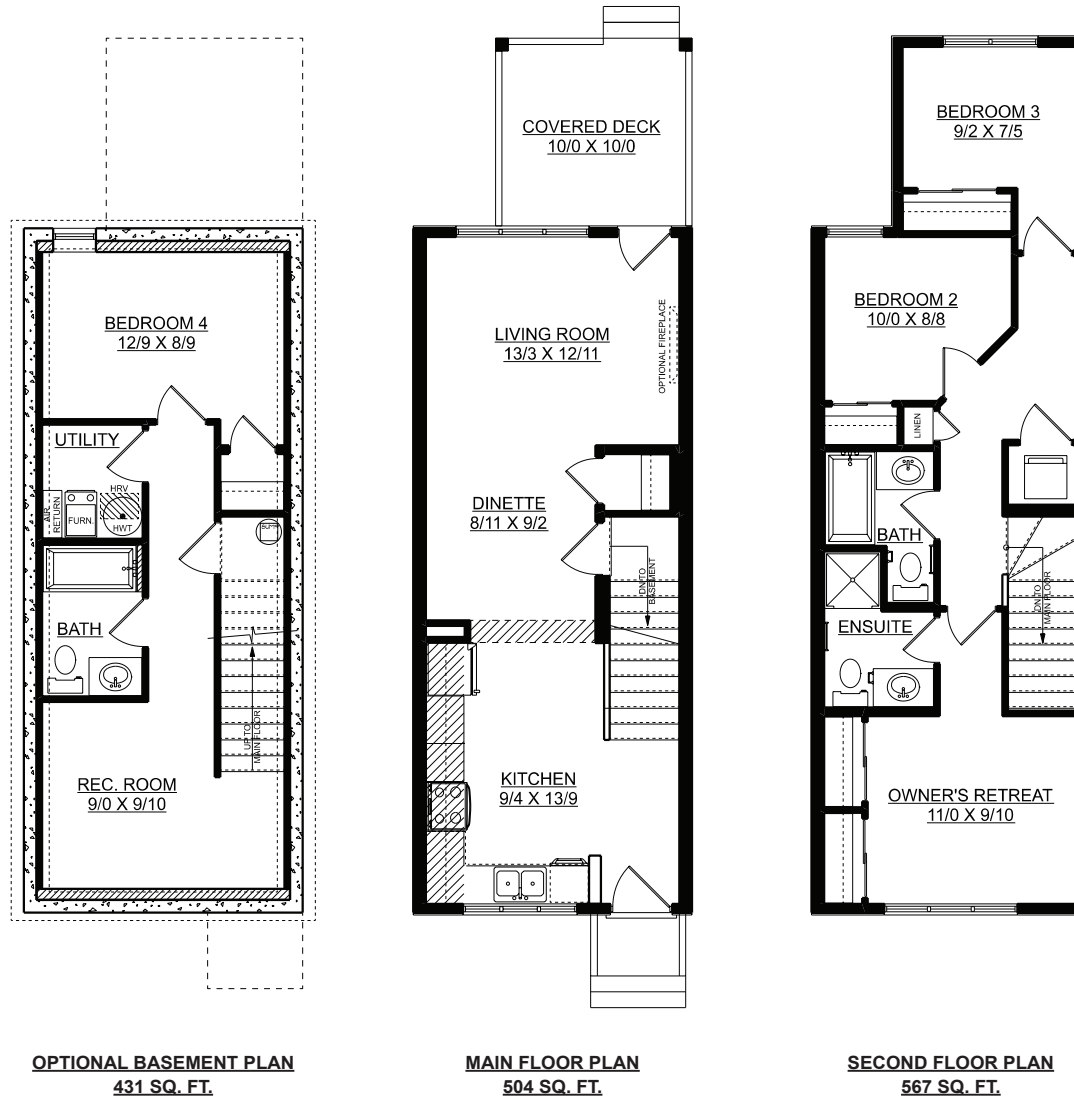 BEDROOM 4
12/9 X 8/9
UTILITY
AIR
RETURN
FURN.
HRV
HWT
SUMP
BATH
UP TO
MAIN FLOOR
REC. ROOM
9/0 X 9/10
OPTIONAL BASEMENT PLAN
431 SQ. FT.
COVERED DECK
10/0 X 10/0
LIVING ROOM
13/3 X 12/11
OPTIONAL FIREPLACE
DINETTE
8/11 X 9/2
DN TO
BASEMENT
KITCHEN
9/4 X 13/9
MAIN FLOOR PLAN
504 SQ. FT.
BEDROOM 3
9/2 X 7/5
BEDROOM 2
10/0 X 8/8
LINEN
BATH
DN TO
MAIN FLOOR
ENSUITE
OWNER'S RETREAT
11/0 X 9/10
SECOND FLOOR PLAN
567 SQ. FT.